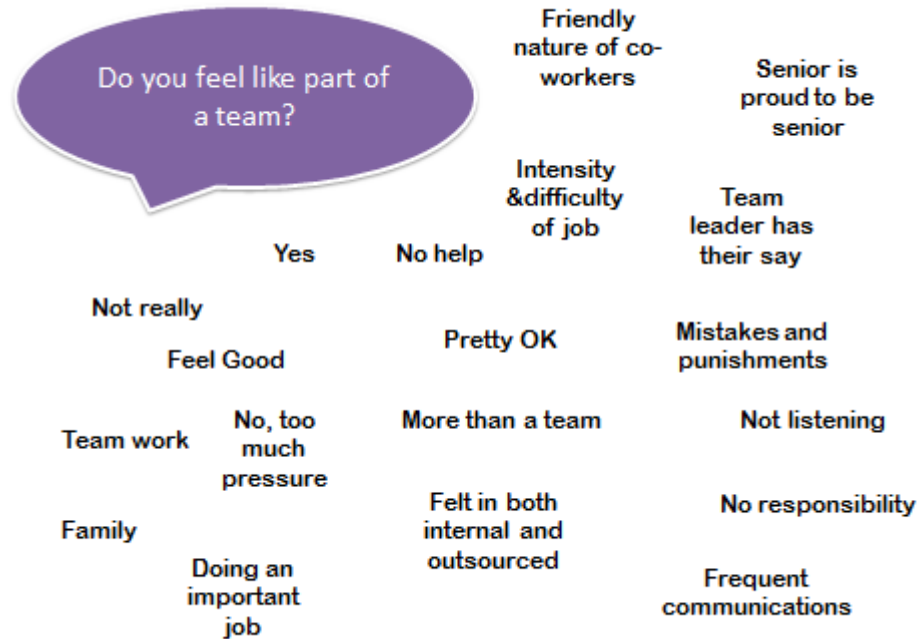 Do you feel like part of
a team?
Friendly
nature of co-
workers
Senior is
proud to be
senior
Intensity
&difficulty
of job
Team
leader has
their say
Yes
No help
Not really
Feel Good
Pretty OK
Mistakes and
punishments
Team work
No, too
much
pressure
More than a team
Not listening
Family
Felt in both
internal and
outsourced
No responsibility
Doing an
important
job
Frequent
communications